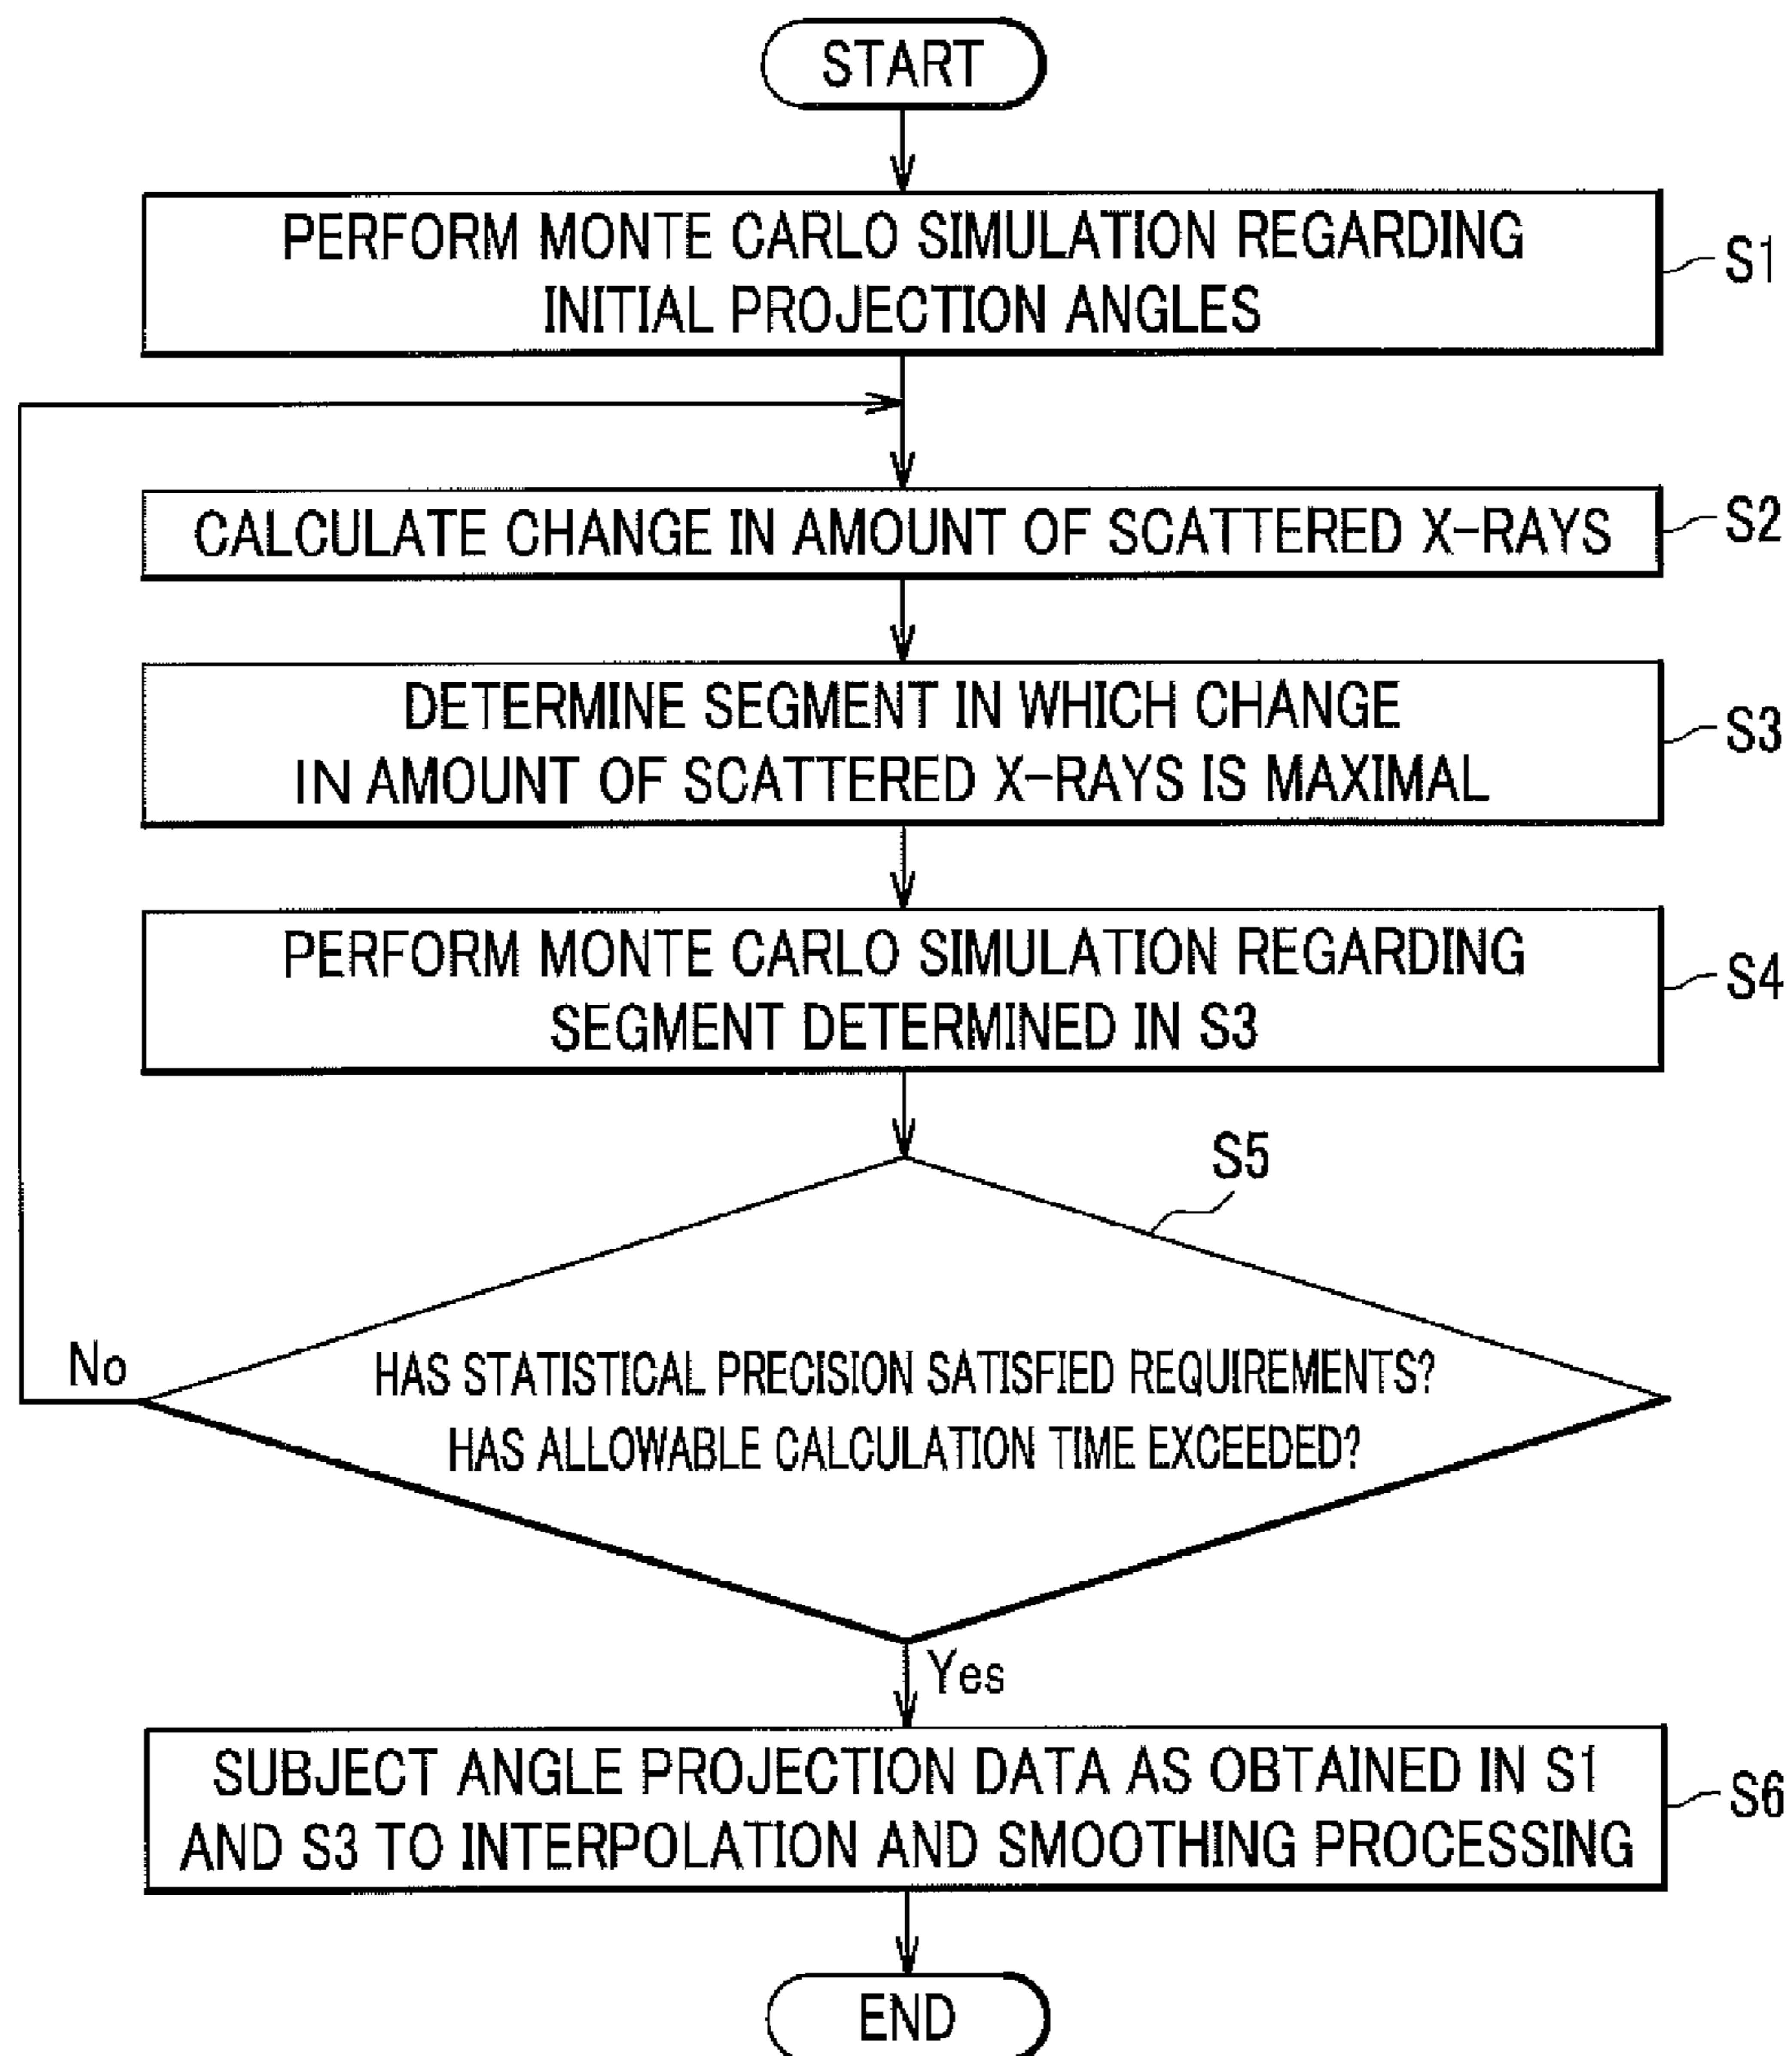 START
PERFORM MONTE CARLO SIMULATION REGARDING
INITIAL PROJECTION ANGLES
S1
CALCULATE CHANGE IN AMOUNT OF SCATTERED X-RAYS
S2
DETERMINE SEGMENT IN WHICH CHANGE
IN AMOUNT OF SCATTERED X-RAYS IS MAXIMAL
S3
PERFORM MONTE CARLO SIMULATION REGARDING
SEGMENT DETERMINED IN S3
S4
S5
HAS STATISTICAL PRECISION SATISFIED REQUIREMENTS?
HAS ALLOWABLE CALCULATION TIME EXCEEDED?
No
Yes
SUBJECT ANGLE PROJECTION DATA AS OBTAINED IN S1
AND S3 TO INTERPOLATION AND SMOOTHING PROCESSING
S6
END